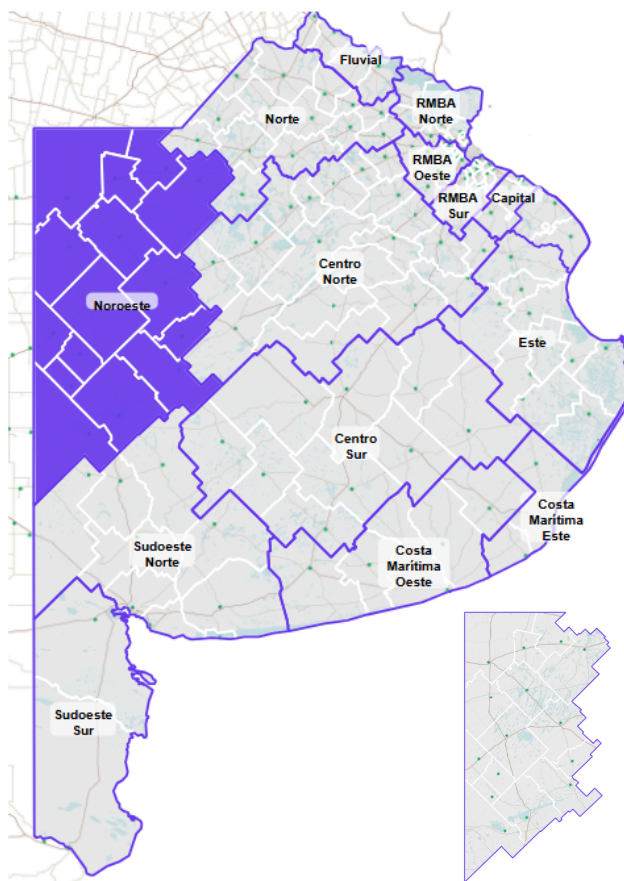 Fluvial
RMBA
Norte
Norte
RMBA
Oeste
RMBA
Sur
Capital
Centro
Norte
Noroeste
Este
Centro
Sur
Costa
Marítima
Este
Sudoeste
Norte
Costa
Marítima
Oeste
Sudoeste
Sur